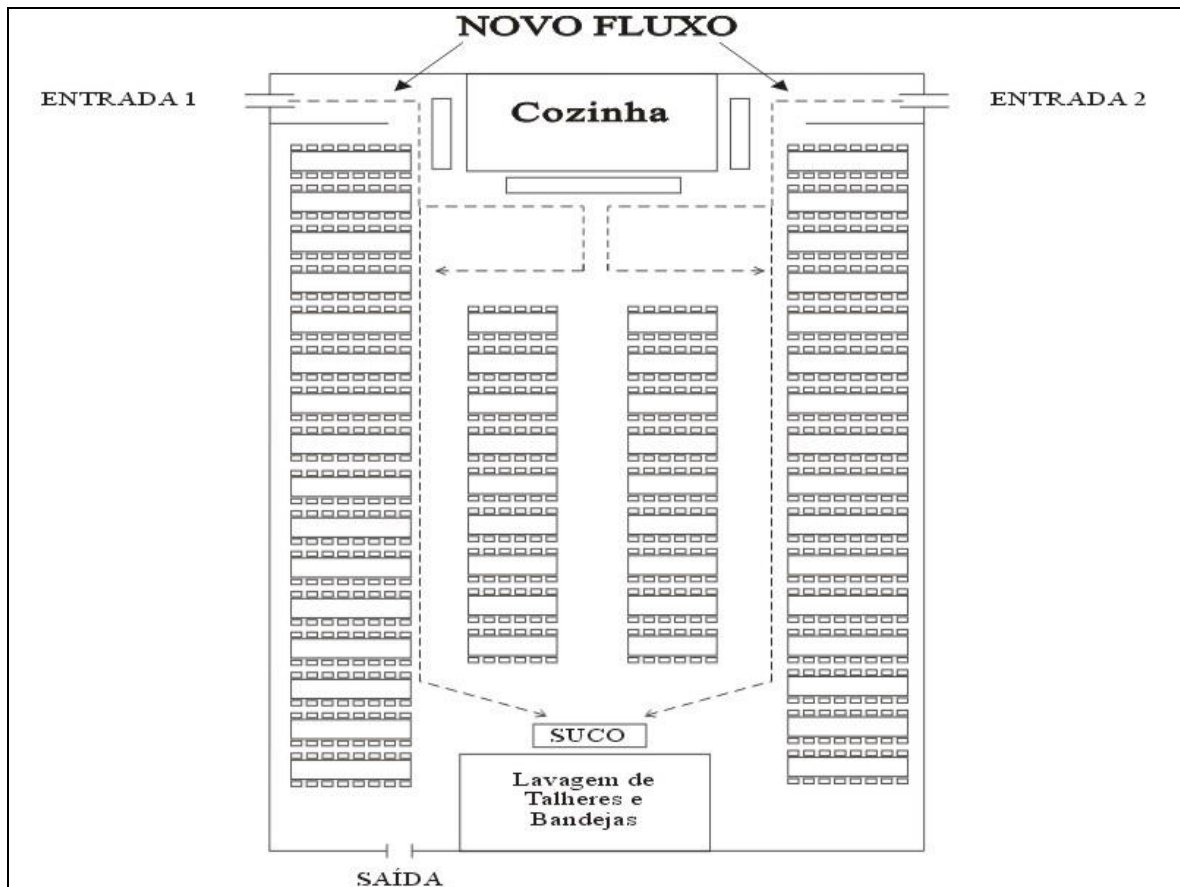 NOVO FLUXO
ENTRADA 1
Cozinha
ENTRADA 2
SUCO
Lavagem de
Talheres e
Bandejas
SAÍDA